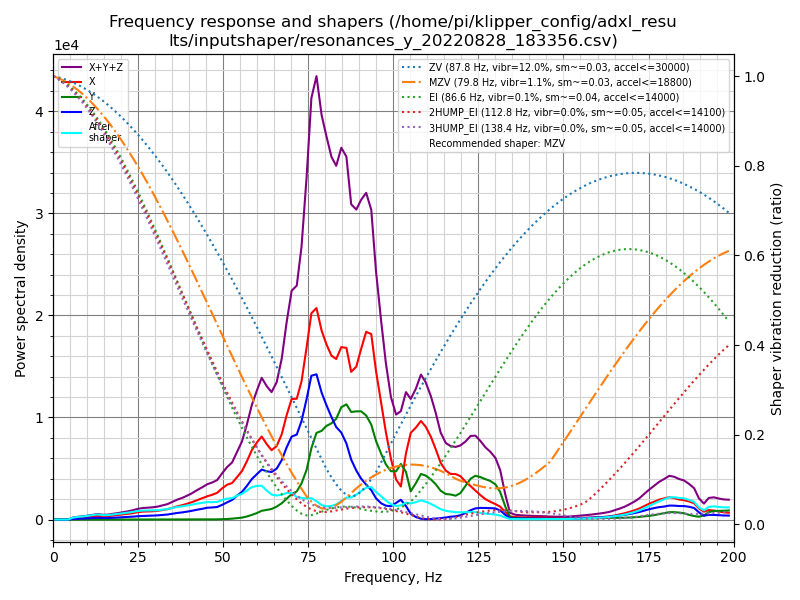 Frequency response and shapers (/home/pi/klipper_config/adxl_resu
lts/inputshaper/resonances_y_20220828_183356.csv)
1e4
X+Y+Z
X
Y
Z
After
shaper
ZV (87.8 Hz, vibr=12.0%, sm~=0.03, accel<=30000)
MZV (79.8 Hz, vibr=1.1%, sm~=0.03, accel<=18800)
EI (86.6 Hz, vibr=0.1%, sm~=0.04, accel<=14000)
2HUMP_EI (112.8 Hz, vibr=0.0%, sm~=0.05, accel<=14100)
3HUMP_EI (138.4 Hz, vibr=0.0%, sm~=0.05, accel<=14000)
Recommended shaper: MZV
Power spectral density
4
3
2
1
0
1.0
0.8
0.6
0.4
0.2
0.0
Shaper vibration reduction (ratio)
0 25 50 75 100 125 150 175 200
Frequency, Hz